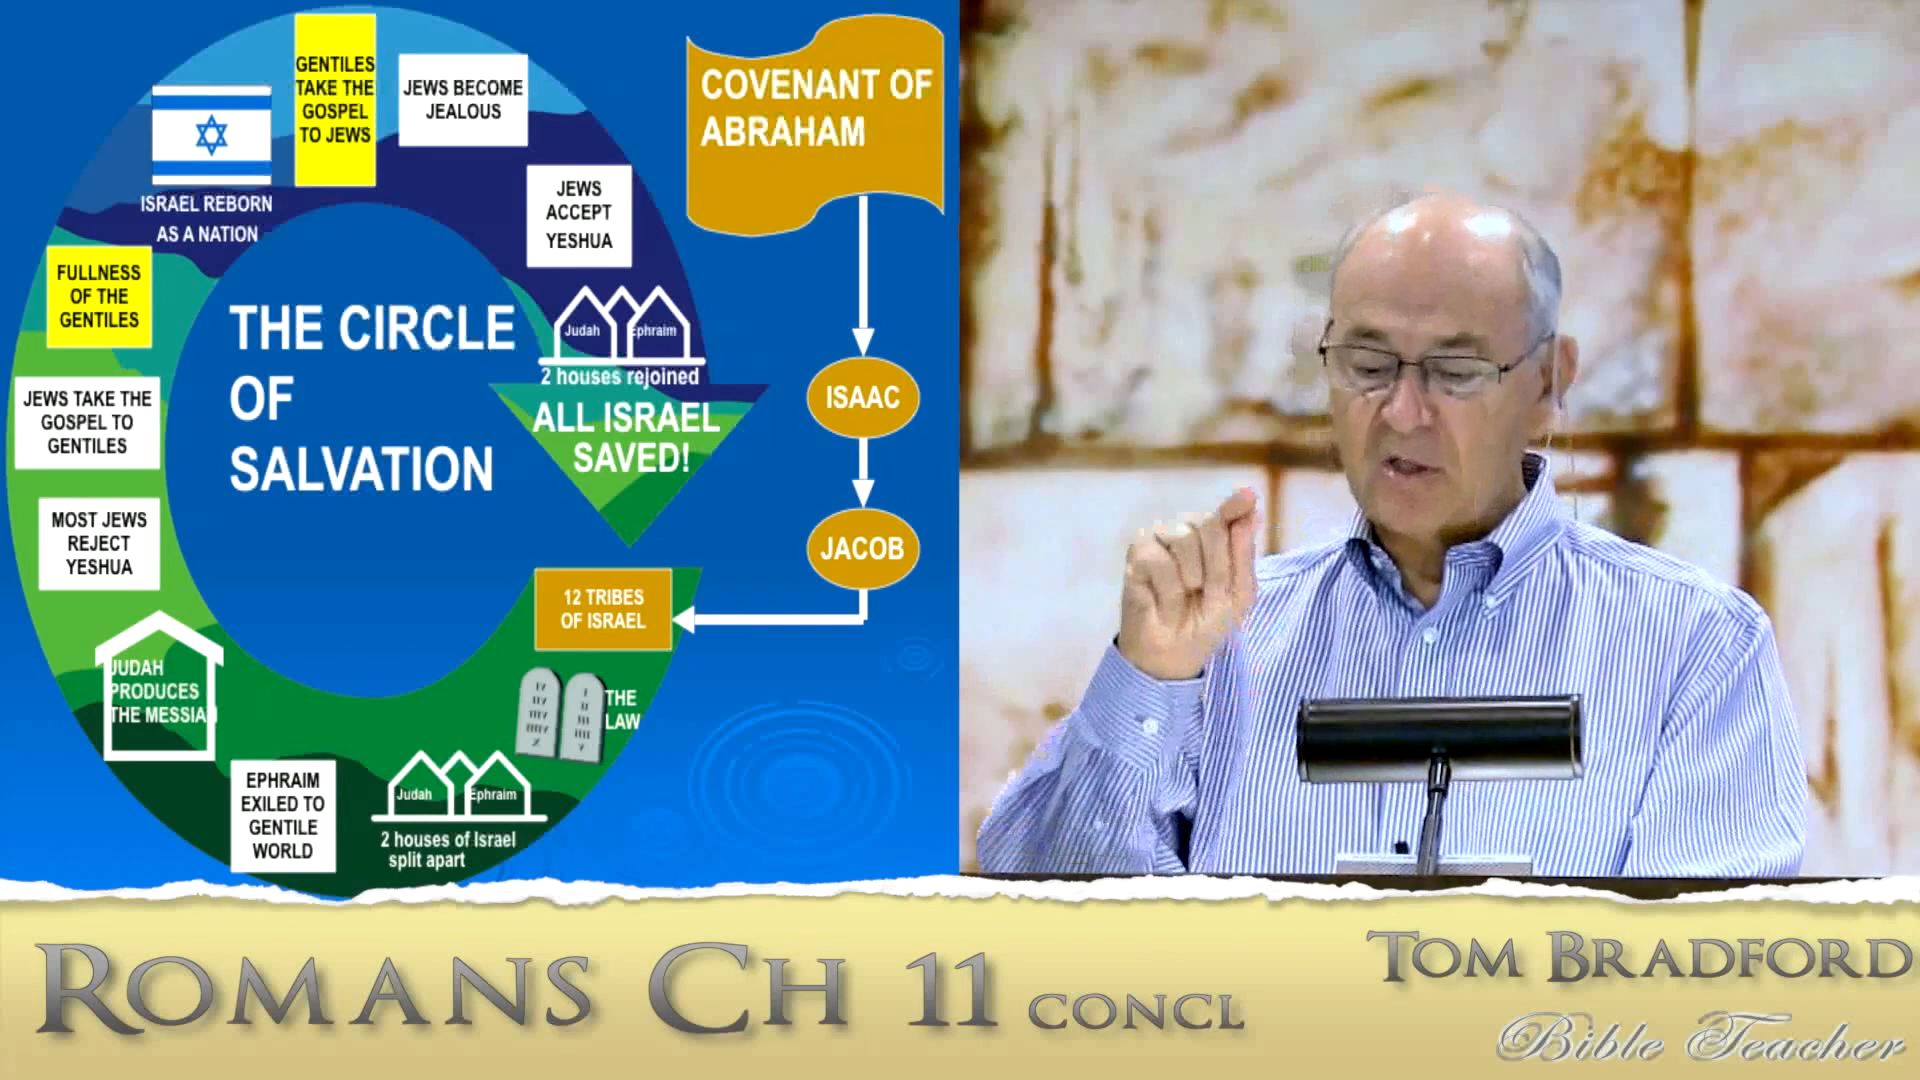 COVENANT OF
ABRAHAM
ISAAC
JACOB
12 TRIBES
OF ISRAEL
THE
LAW
Judah
Ephraim
2 houses of Israel
split apart
EPHRAIM
EXILED TO
GENTILE
WORLD
JUDAH
PRODUCES
THE MESSIAH
MOST JEWS
REJECT
YESHUA
JEWS TAKE THE
GOSPEL TO
GENTILES
FULLNESS
OF THE
GENTILES
ISRAEL REBORN
AS A NATION
GENTILES
TAKE THE
GOSPEL
TO JEWS
JEWS BECOME
JEALOUS
JEWS
ACCEPT
YESHUA
Judah
Ephraim
2 houses rejoined
ALL ISRAEL
SAVED!
THE CIRCLE
OF
SALVATION
ROMANS CH 11 CONCL
TOM BRADFORD
Bible Teacher